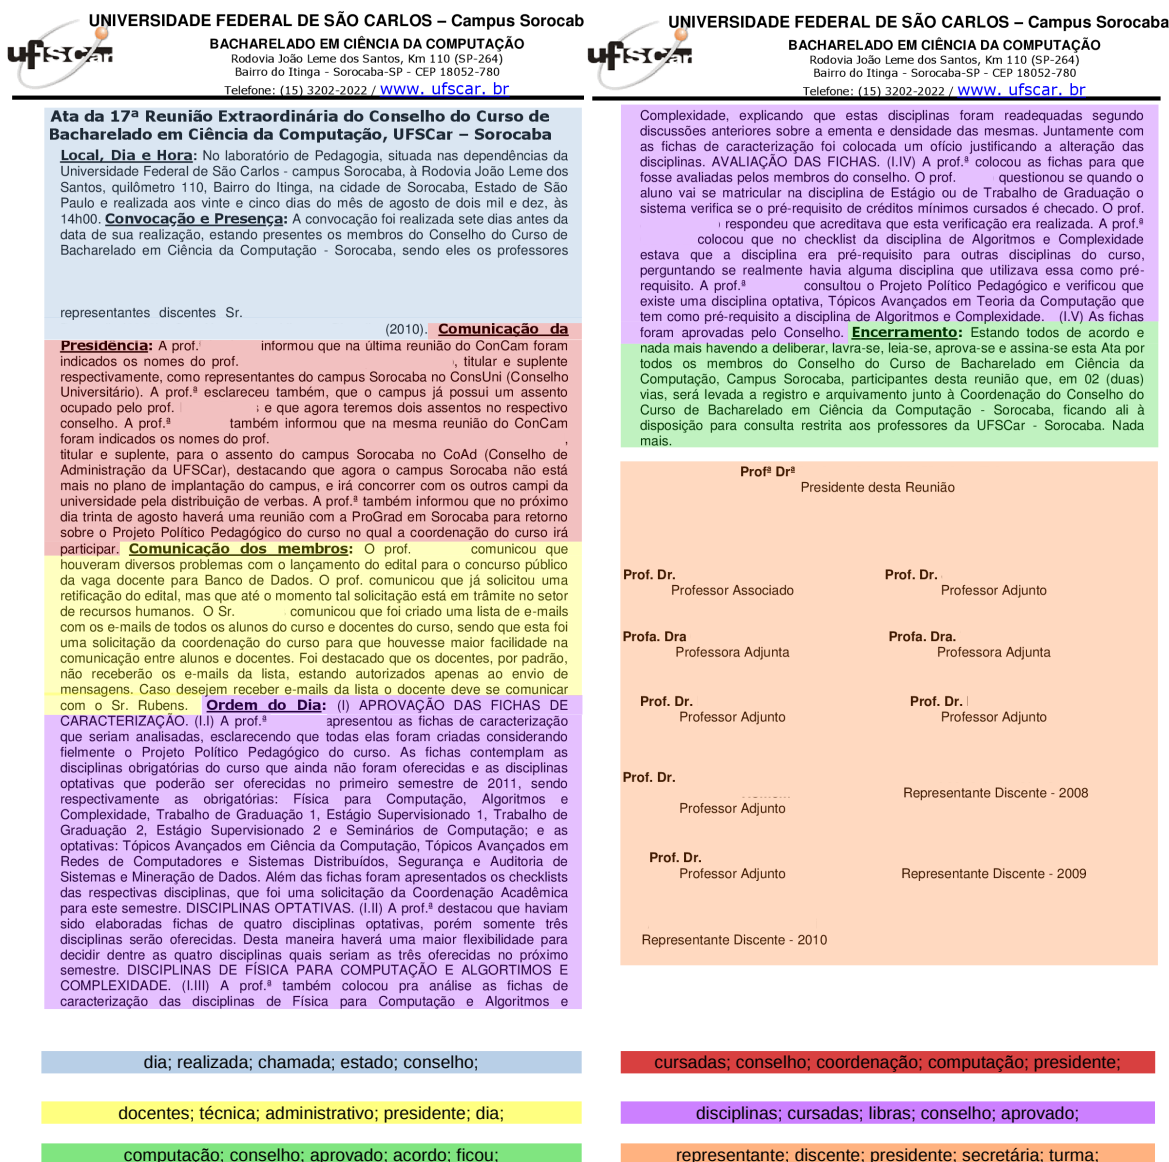 UNIVERSIDADE FEDERAL DE SÃO CARLOS – Campus Sorocab
ufscar
BACHARELADO EM CIÊNCIA DA COMPUTAÇÃO
Rodovia João Leme dos Santos, Km 110 (SP-264)
Bairro do Itinga - Sorocaba-SP - CEP 18052-780
Telefone: (15) 3202-2022 / www. ufscar. br
Ata da 17ª Reunião Extraordinária do Conselho do Curso de
Bacharelado em Ciência da Computação, UFSCar – Sorocaba
Local, Dia e Hora: No laboratório de Pedagogia, situada nas dependências da
Universidade Federal de São Carlos - campus Sorocaba, à Rodovia João Leme dos
Santos, quilômetro 110, Bairro do Itinga, na cidade de Sorocaba, Estado de São
Paulo e realizada aos vinte e cinco dias do mês de agosto de dois mil e dez, às
14h00. Convocação e Presença: A convocação foi realizada sete dias antes da
data de sua realização, estando presentes os membros do Conselho do Curso de
Bacharelado em Ciência da Computação - Sorocaba, sendo eles os professores
representantes discentes Sr.
(2010). Comunicação da
Presidência: A prof. informou que na última reunião do ConCam foram
indicados os nomes do prof. , titular e suplente
respectivamente, como representantes do campus Sorocaba no ConsUni (Conselho
Universitário). A prof.ª esclareceu também, que o campus já possui um assento
ocupado pelo prof. e que agora teremos dois assentos no respectivo
conselho. A prof.ª também informou que na mesma reunião do ConCam
foram indicados os nomes do prof. ,
titular e suplente, para o assento do campus Sorocaba no CoAd (Conselho de
Administração da UFSCar), destacando que agora o campus Sorocaba não está
mais no plano de implantação do campus, e irá concorrer com os outros campi da
universidade pela distribuição de verbas. A prof.ª também informou que no próximo
dia trinta de agosto haverá uma reunião com a ProGrad em Sorocaba para retorno
sobre o Projeto Político Pedagógico do curso no qual a coordenação do curso irá
participar. Comunicação dos membros: O prof. comunicou que
houveram diversos problemas com o lançamento do edital para o concurso público
da vaga docente para Banco de Dados. O prof. comunicou que já solicitou uma
retificação do edital, mas que até o momento tal solicitação está em trâmite no setor
de recursos humanos. O Sr. comunicou que foi criado uma lista de e-mails
com os e-mails de todos os alunos do curso e docentes do curso, sendo que esta foi
uma solicitação da coordenação do curso para que houvesse maior facilidade na
comunicação entre alunos e docentes. Foi destacado que os docentes, por padrão,
não receberão os e-mails da lista, estando autorizados apenas ao envio de
mensagens. Caso desejem receber e-mails da lista o docente deve se comunicar
com o Sr. Rubens. Ordem do Dia: (I) APROVAÇÃO DAS FICHAS DE
CARACTERIZAÇÃO. (I.I) A prof.ª apresentou as fichas de caracterização
que seriam analisadas, esclarecendo que todas elas foram criadas considerando
fielmente o Projeto Político Pedagógico do curso. As fichas contemplam as
disciplinas obrigatórias do curso que ainda não foram oferecidas e as disciplinas
optativas que poderão ser oferecidas no primeiro semestre de 2011, sendo
respectivamente as obrigatórias: Física para Computação, Algoritmos e
Complexidade, Trabalho de Graduação 1, Estágio Supervisionado 1, Trabalho de
Graduação 2, Estágio Supervisionado 2 e Seminários de Computação; e as
optativas: Tópicos Avançados em Ciência da Computação, Tópicos Avançados em
Redes de Computadores e Sistemas Distribuídos, Segurança e Auditoria de
Sistemas e Mineração de Dados. Além das fichas foram apresentados os checklists
das respectivas disciplinas, que foi uma solicitação da Coordenação Acadêmica
para este semestre. DISCIPLINAS OPTATIVAS. (I.II) A prof.ª destacou que haviam
sido elaboradas fichas de quatro disciplinas optativas, porém somente três
disciplinas serão oferecidas. Desta maneira haverá uma maior flexibilidade para
decidir dentre as quatro disciplinas quais seriam as três oferecidas no próximo
semestre. DISCIPLINAS DE FÍSICA PARA COMPUTAÇÃO E ALGORTIMOS E
COMPLEXIDADE. (I.III) A prof.ª também colocou pra análise as fichas de
caracterização das disciplinas de Física para Computação e Algoritmos e
UNIVERSIDADE FEDERAL DE SÃO CARLOS – Campus Sorocaba
ufscar
BACHARELADO EM CIÊNCIA DA COMPUTAÇÃO
Rodovia João Leme dos Santos, Km 110 (SP-264)
Bairro do Itinga - Sorocaba-SP - CEP 18052-780
Telefone: (15) 3202-2022 / www. ufscar. br
Complexidade, explicando que estas disciplinas foram readequadas segundo
discussões anteriores sobre a ementa e densidade das mesmas. Juntamente com
as fichas de caracterização foi colocada um ofício justificando a alteração das
disciplinas. AVALIAÇÃO DAS FICHAS. (I.IV) A prof.ª colocou as fichas para que
fosse avaliadas pelos membros do conselho. O prof. questionou se quando o
aluno vai se matricular na disciplina de Estágio ou de Trabalho de Graduação o
sistema verifica se o pré-requisito de créditos mínimos cursados é checado. O prof.
respondeu que acreditava que esta verificação era realizada. A prof.ª
colocou que no checklist da disciplina de Algoritmos e Complexidade
estava que a disciplina era pré-requisito para outras disciplinas do curso,
perguntando se realmente havia alguma disciplina que utilizava essa como pré-
requisito. A prof.ª consultou o Projeto Político Pedagógico e verificou que
existe uma disciplina optativa, Tópicos Avançados em Teoria da Computação que
tem como pré-requisito a disciplina de Algoritmos e Complexidade. (I.V) As fichas
foram aprovadas pelo Conselho. Encerramento: Estando todos de acordo e
nada mais havendo a deliberar, lavra-se, leia-se, aprova-se e assina-se esta Ata por
todos os membros do Conselho do Curso de Bacharelado em Ciência da
Computação, Campus Sorocaba, participantes desta reunião que, em 02 (duas)
vias, será levada a registro e arquivamento junto à Coordenação do Conselho do
Curso de Bacharelado em Ciência da Computação - Sorocaba, ficando ali à
disposição para consulta restrita aos professores da UFSCar - Sorocaba. Nada
mais.
Profª Drª
Presidente desta Reunião
Prof. Dr. Prof. Dr.
Professor Associado Professor Adjunto
Profa. Dra Profa. Dra.
Professora Adjunta Professora Adjunta
Prof. Dr. Prof. Dr.
Professor Adjunto Professor Adjunto
Prof. Dr.
Representante Discente - 2008
Professor Adjunto
Prof. Dr.
Professor Adjunto Representante Discente - 2009
Representante Discente - 2010
dia; realizada; chamada; estado; conselho;
cursadas; conselho; coordenação; computação; presidente;
docentes; técnica; administrativo; presidente; dia;
disciplinas; cursadas; libras; conselho; aprovado;
computação; conselho; aprovado; acordo; ficou;
representante; discente; presidente; secretária; turma;